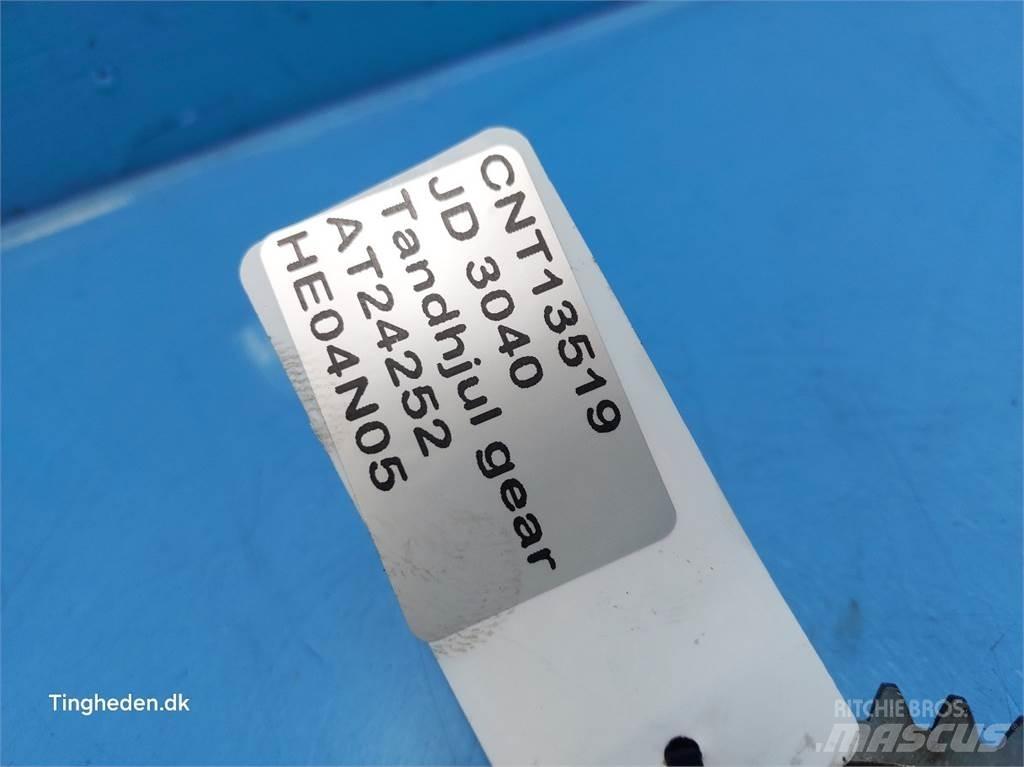 CNT13519
JD 3040
Tandhjul gear
AT24252
HE04N05
Tingheden.dk
RITCHIE BROS.
MASCUS